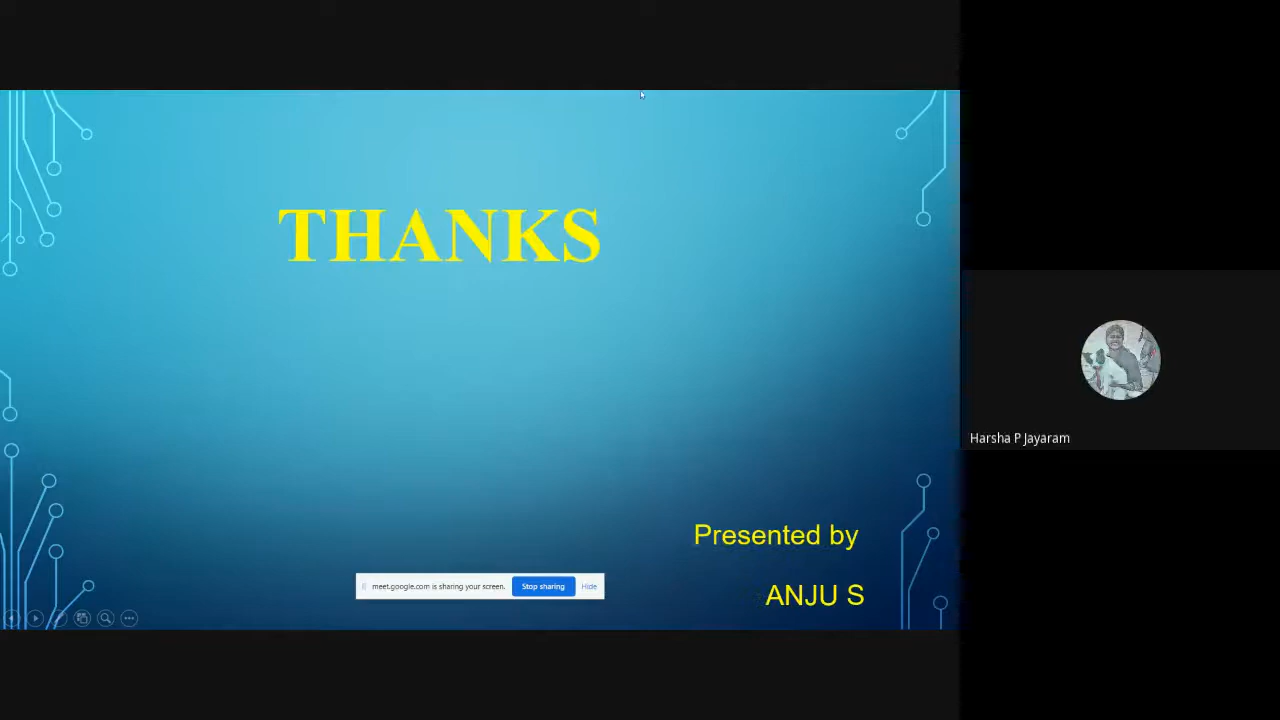 THANKS
Harsha P Jayaram
Presented by
meet.google.com is sharing your screen. Stop sharing Hide
ANJU S